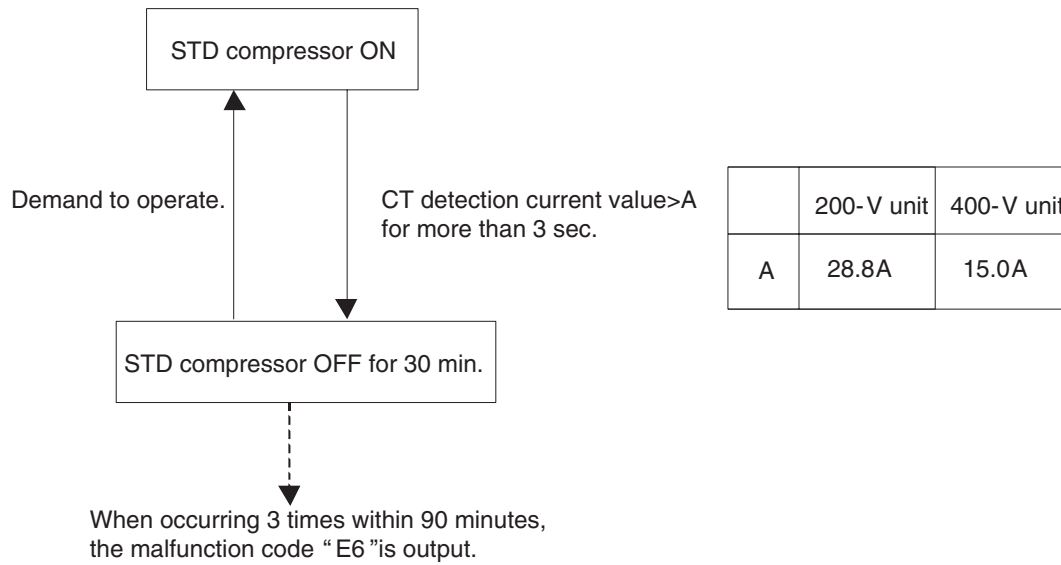 STD compressor ON
Demand to operate.
CT detection current value>A
for more than 3 sec.
200-V unit 400-V unit
A 28.8A 15.0A
STD compressor OFF for 30 min.
When occurring 3 times within 90 minutes,
the malfunction code “E6”is output.